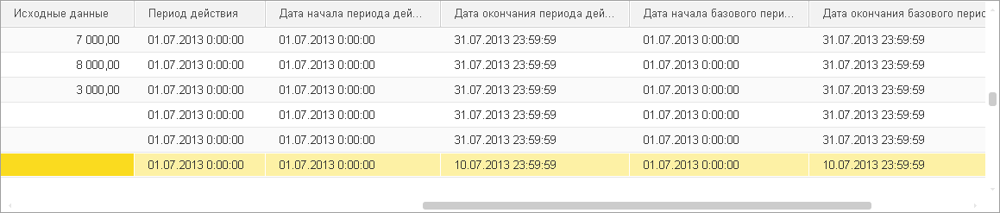 Исходные данные Период действия Дата начала периода дей... Дата окончания периода дей... Дата начала базового пери... Дата окончания базового перио
7 000,00 01.07.2013 0:00:00 01.07.2013 0:00:00 31.07.2013 23:59:59 01.07.2013 0:00:00 31.07.2013 23:59:59
8 000,00 01.07.2013 0:00:00 01.07.2013 0:00:00 31.07.2013 23:59:59 01.07.2013 0:00:00 31.07.2013 23:59:59
3 000,00 01.07.2013 0:00:00 01.07.2013 0:00:00 31.07.2013 23:59:59 01.07.2013 0:00:00 31.07.2013 23:59:59
01.07.2013 0:00:00 01.07.2013 0:00:00 31.07.2013 23:59:59 01.07.2013 0:00:00 31.07.2013 23:59:59
01.07.2013 0:00:00 01.07.2013 0:00:00 31.07.2013 23:59:59 01.07.2013 0:00:00 31.07.2013 23:59:59
01.07.2013 0:00:00 01.07.2013 0:00:00 10.07.2013 23:59:59 01.07.2013 0:00:00 10.07.2013 23:59:59